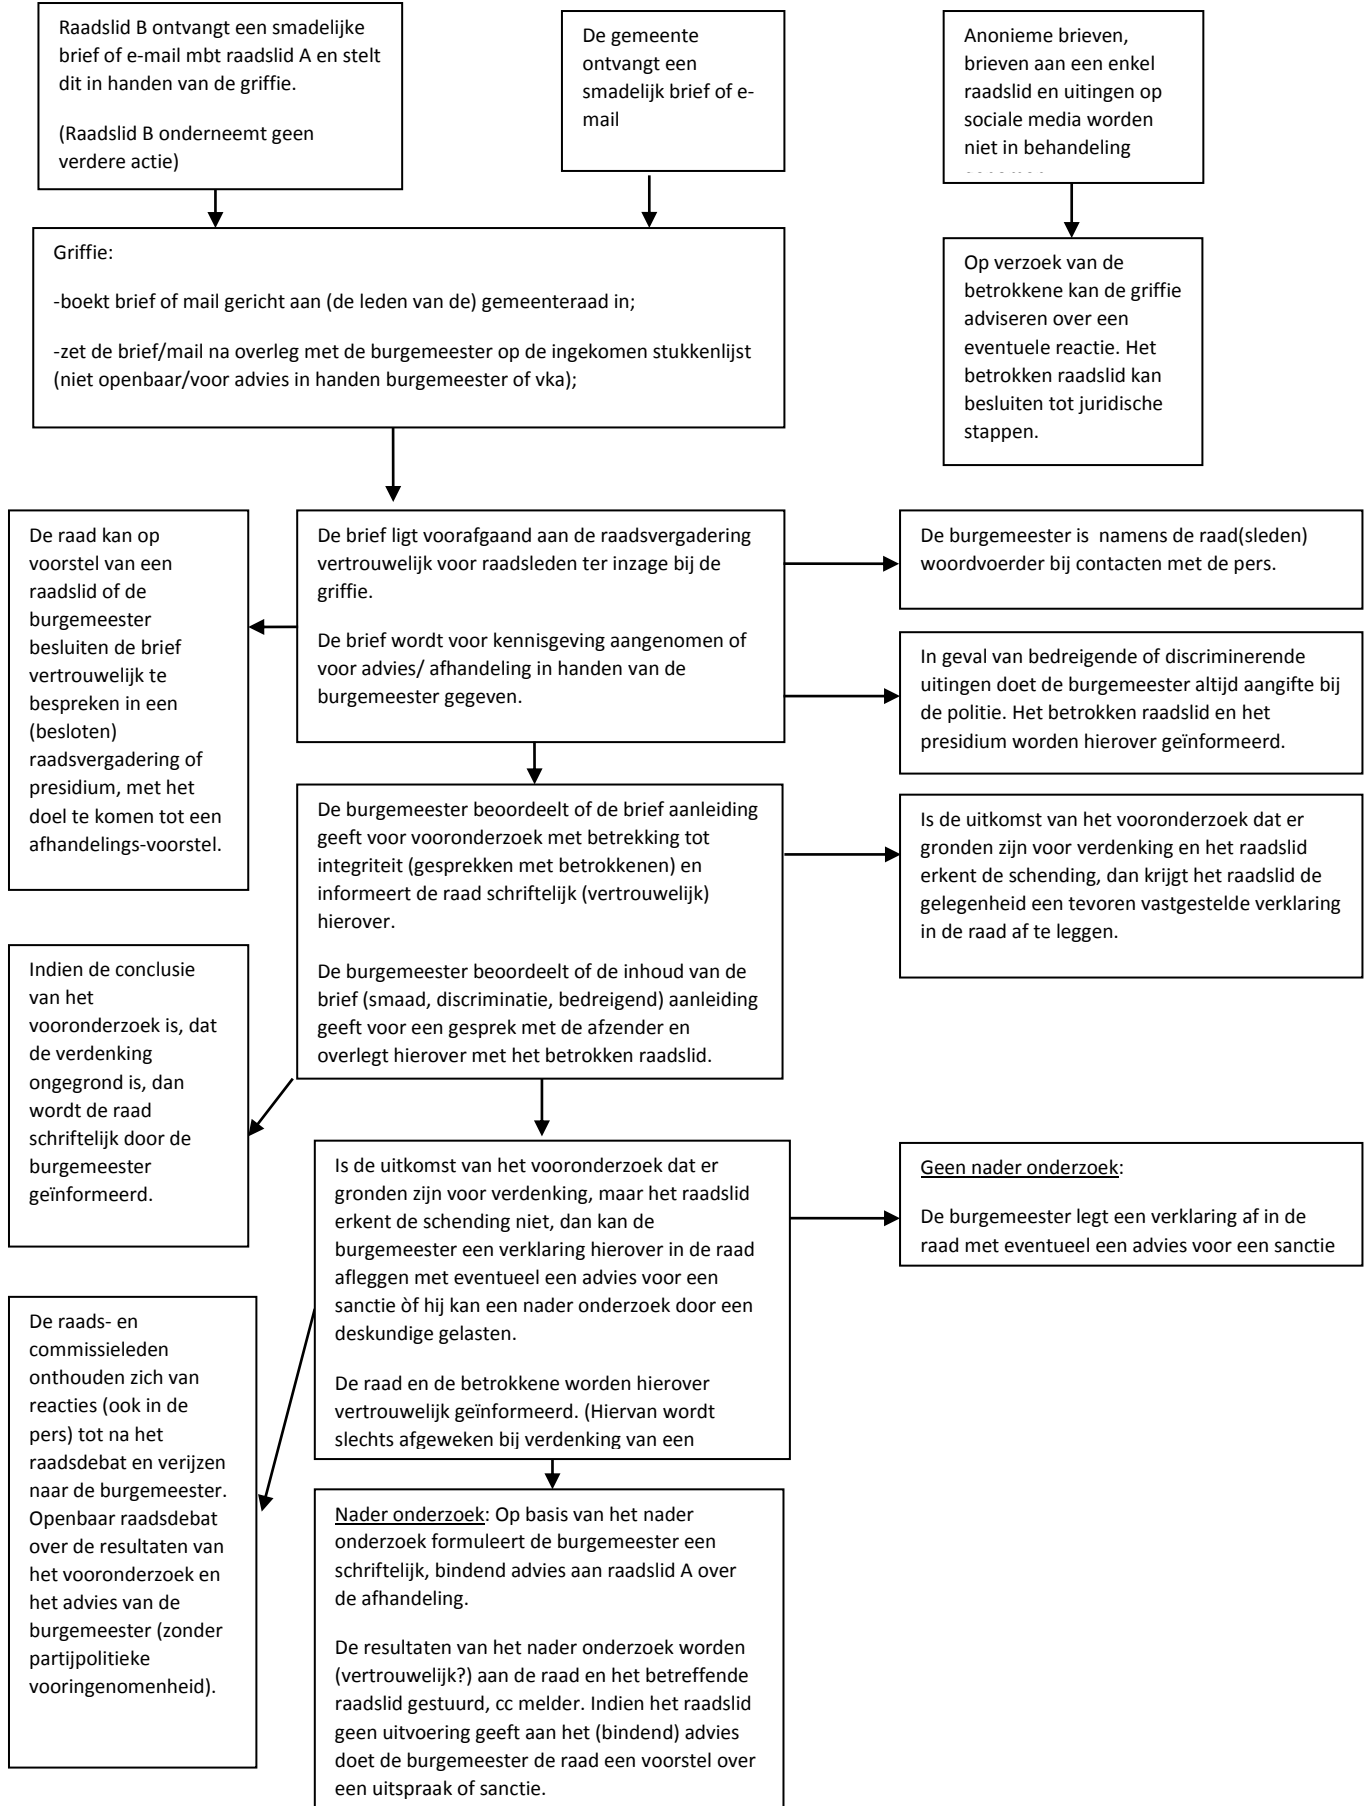 Raadslid B ontvangt een smadelijke
brief of e-mail mbt raadslid A en stelt
dit in handen van de griffie.
(Raadslid B onderneemt geen
verdere actie)
De gemeente
ontvangt een
smadelijk brief of e-
mail
Anonieme brieven,
brieven aan een enkel
raadslid en uitingen op
sociale media worden
niet in behandeling
Griffie:
-boekt brief of mail gericht aan (de leden van de) gemeenteraad in;
-zet de brief/mail na overleg met de burgemeester op de ingekomen stukkenlijst
(niet openbaar/voor advies in handen burgemeester of vka);
Op verzoek van de
betrokkene kan de griffie
adviseren over een
eventuele reactie. Het
betrokken raadslid kan
besluiten tot juridische
stappen.
De raad kan op
voorstel van een
raadslid of de
burgemeester
besluiten de brief
vertrouwelijk te
bespreken in een
(besloten)
raadsvergadering of
presidium, met het
doel te komen tot een
afhandelings-voorstel.
De brief ligt voorafgaand aan de raadsvergadering
vertrouwelijk voor raadsleden ter inzage bij de
griffie.
De brief wordt voor kennisgeving aangenomen of
voor advies/ afhandeling in handen van de
burgemeester gegeven.
De burgemeester is  namens de raad(sleden)
woordvoerder bij contacten met de pers.
In geval van bedreigende of discriminerende
uitingen doet de burgemeester altijd aangifte bij
de politie. Het betrokken raadslid en het
presidium worden hierover geïnformeerd.
De burgemeester beoordeelt of de brief aanleiding
geeft voor vooronderzoek met betrekking tot
integriteit (gesprekken met betrokkenen) en
informeert de raad schriftelijk (vertrouwelijk)
hierover.
De burgemeester beoordeelt of de inhoud van de
brief (smaad, discriminatie, bedreigend) aanleiding
geeft voor een gesprek met de afzender en
overlegt hierover met het betrokken raadslid.
Is de uitkomst van het vooronderzoek dat er
gronden zijn voor verdenking en het raadslid
erkent de schending, dan krijgt het raadslid de
gelegenheid een tevoren vastgestelde verklaring
in de raad af te leggen.
Indien de conclusie
van het
vooronderzoek is, dat
de verdenking
ongegrond is, dan
wordt de raad
schriftelijk door de
burgemeester
geïnformeerd.
Is de uitkomst van het vooronderzoek dat er
gronden zijn voor verdenking, maar het raadslid
erkent de schending niet, dan kan de
burgemeester een verklaring hierover in de raad
afleggen met eventueel een advies voor een
sanctie òf hij kan een nader onderzoek door een
deskundige gelasten.
De raad en de betrokkene worden hierover
vertrouwelijk geïnformeerd. (Hiervan wordt
slechts afgeweken bij verdenking van een
Geen nader onderzoek:
De burgemeester legt een verklaring af in de
raad met eventueel een advies voor een sanctie
De raads- en
commissieleden
onthouden zich van
reacties (ook in de
pers) tot na het
raadsdebat en verijzen
naar de burgemeester.
Openbaar raadsdebat
over de resultaten van
het vooronderzoek en
het advies van de
burgemeester (zonder
partijpolitieke
vooringenomenheid).
Nader onderzoek: Op basis van het nader
onderzoek formuleert de burgemeester een
schriftelijk, bindend advies aan raadslid A over
de afhandeling.
De resultaten van het nader onderzoek worden
(vertrouwelijk?) aan de raad en het betreffende
raadslid gestuurd, cc melder. Indien het raadslid
geen uitvoering geeft aan het (bindend) advies
doet de burgemeester de raad een voorstel over
een uitspraak of sanctie.